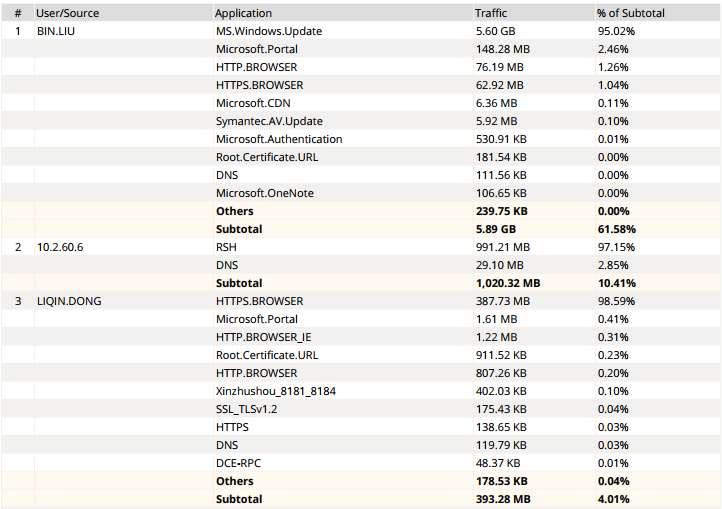 # User/Source Application Traffic % of Subtotal
1 BIN.LIU MS.Windows.Update 5.60 GB 95.02%
Microsoft.Portal 148.28 MB 2.46%
HTTP.BROWSER 76.19 MB 1.26%
HTTPS.BROWSER 62.92 MB 1.04%
Microsoft.CDN 6.36 MB 0.11%
Symantec.AV.Update 5.92 MB 0.10%
Microsoft.Authentication 530.91 KB 0.01%
Root.Certificate.URL 181.54 KB 0.00%
DNS 111.56 KB 0.00%
Microsoft.OneNote 106.65 KB 0.00%
Others 239.75 KB 0.00%
Subtotal 5.89 GB 61.58%
2 10.2.60.6 RSH 991.21 MB 97.15%
DNS 29.10 MB 2.85%
Subtotal 1,020.32 MB 10.41%
3 LIQIN.DONG HTTPS.BROWSER 387.73 MB 98.59%
Microsoft.Portal 1.61 MB 0.41%
HTTP.BROWSER_IE 1.22 MB 0.31%
Root.Certificate.URL 911.52 KB 0.23%
HTTP.BROWSER 807.26 KB 0.20%
Xinzhushou_8181_8184 402.03 KB 0.10%
SSL_TLSv1.2 175.43 KB 0.04%
HTTPS 138.65 KB 0.03%
DNS 119.79 KB 0.03%
DCE-RPC 48.37 KB 0.01%
Others 178.53 KB 0.04%
Subtotal 393.28 MB 4.01%